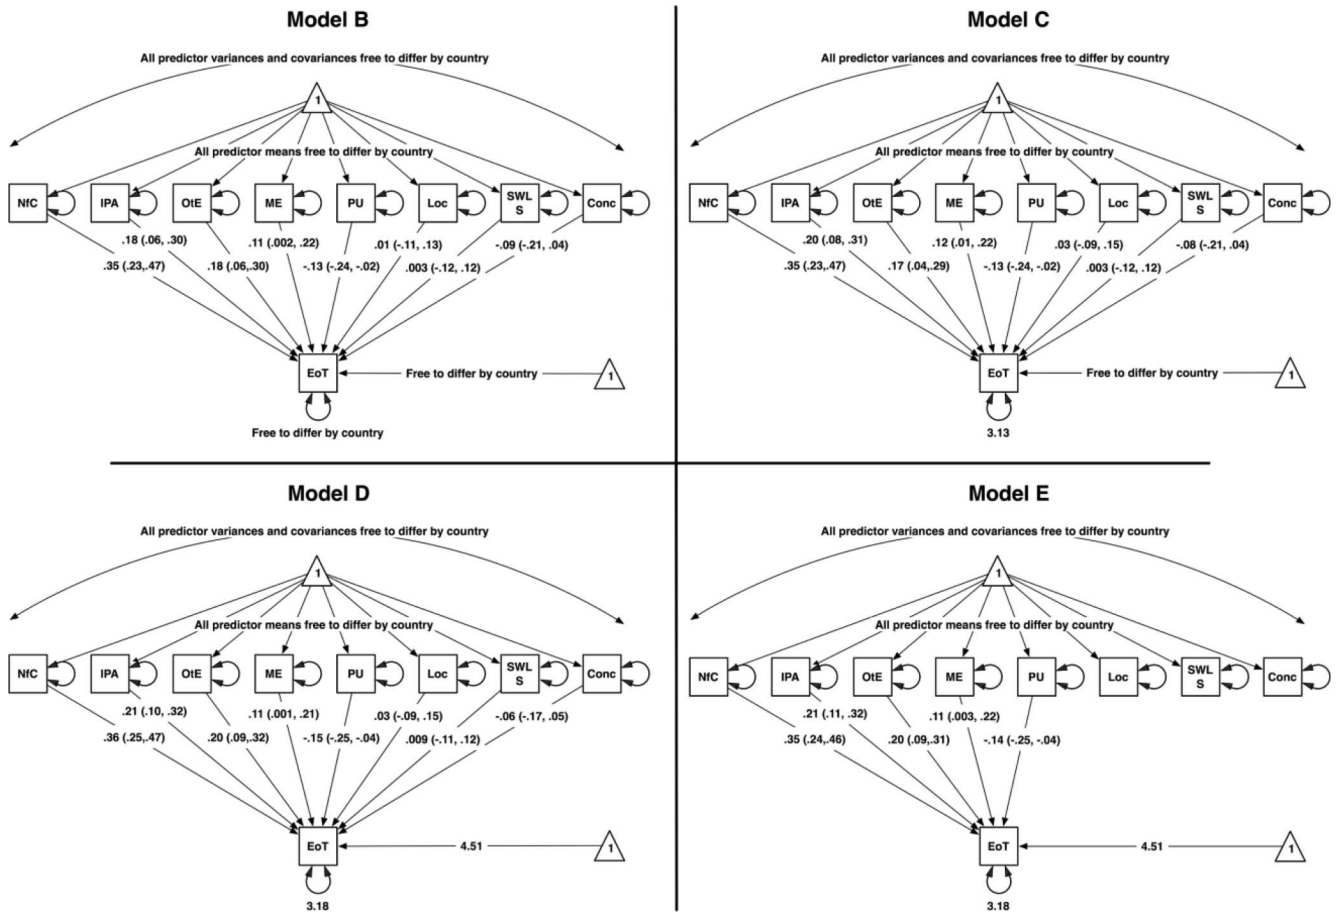 Model B
All predictor variances and covariances free to differ by country
1
All predictor means free to differ by country
NfC IPA OtE ME PU Loc SWL S Conc
.18 (.06, .30) .11 (.002, .22) .01 (-.11, .13) -.09 (-.21, .04)
.35 (.23,.47) .18 (.06,.30) -.13 (-.24, -.02) .003 (-.12, .12)
EoT Free to differ by country 1
Free to differ by country
Model C
All predictor variances and covariances free to differ by country
1
All predictor means free to differ by country
NfC IPA OtE ME PU Loc SWL S Conc
.20 (.08, .31) .12 (.01, .22) .03 (-.09, .15) -.08 (-.21, .04)
.35 (.23,.47) .17 (.04,.29) -.13 (-.24, -.02) .003 (-.12, .12)
EoT Free to differ by country 1
3.13
Model D
All predictor variances and covariances free to differ by country
1
All predictor means free to differ by country
NfC IPA OtE ME PU Loc SWL S Conc
.21 (.10, .32) .11 (.001, .21) .03 (-.09, .15) -.06 (-.17, .05)
.36 (.25,.47) .20 (.09,.32) -.15 (-.25, -.04) .009 (-.11, .12)
EoT 4.51 1
3.18
Model E
All predictor variances and covariances free to differ by country
1
All predictor means free to differ by country
NfC IPA OtE ME PU Loc SWL S Conc
.21 (.11, .32) .11 (.003, .22)
.35 (.24,.46) .20 (.09,.31) -.14 (-.25, -.04)
EoT 4.51 1
3.18